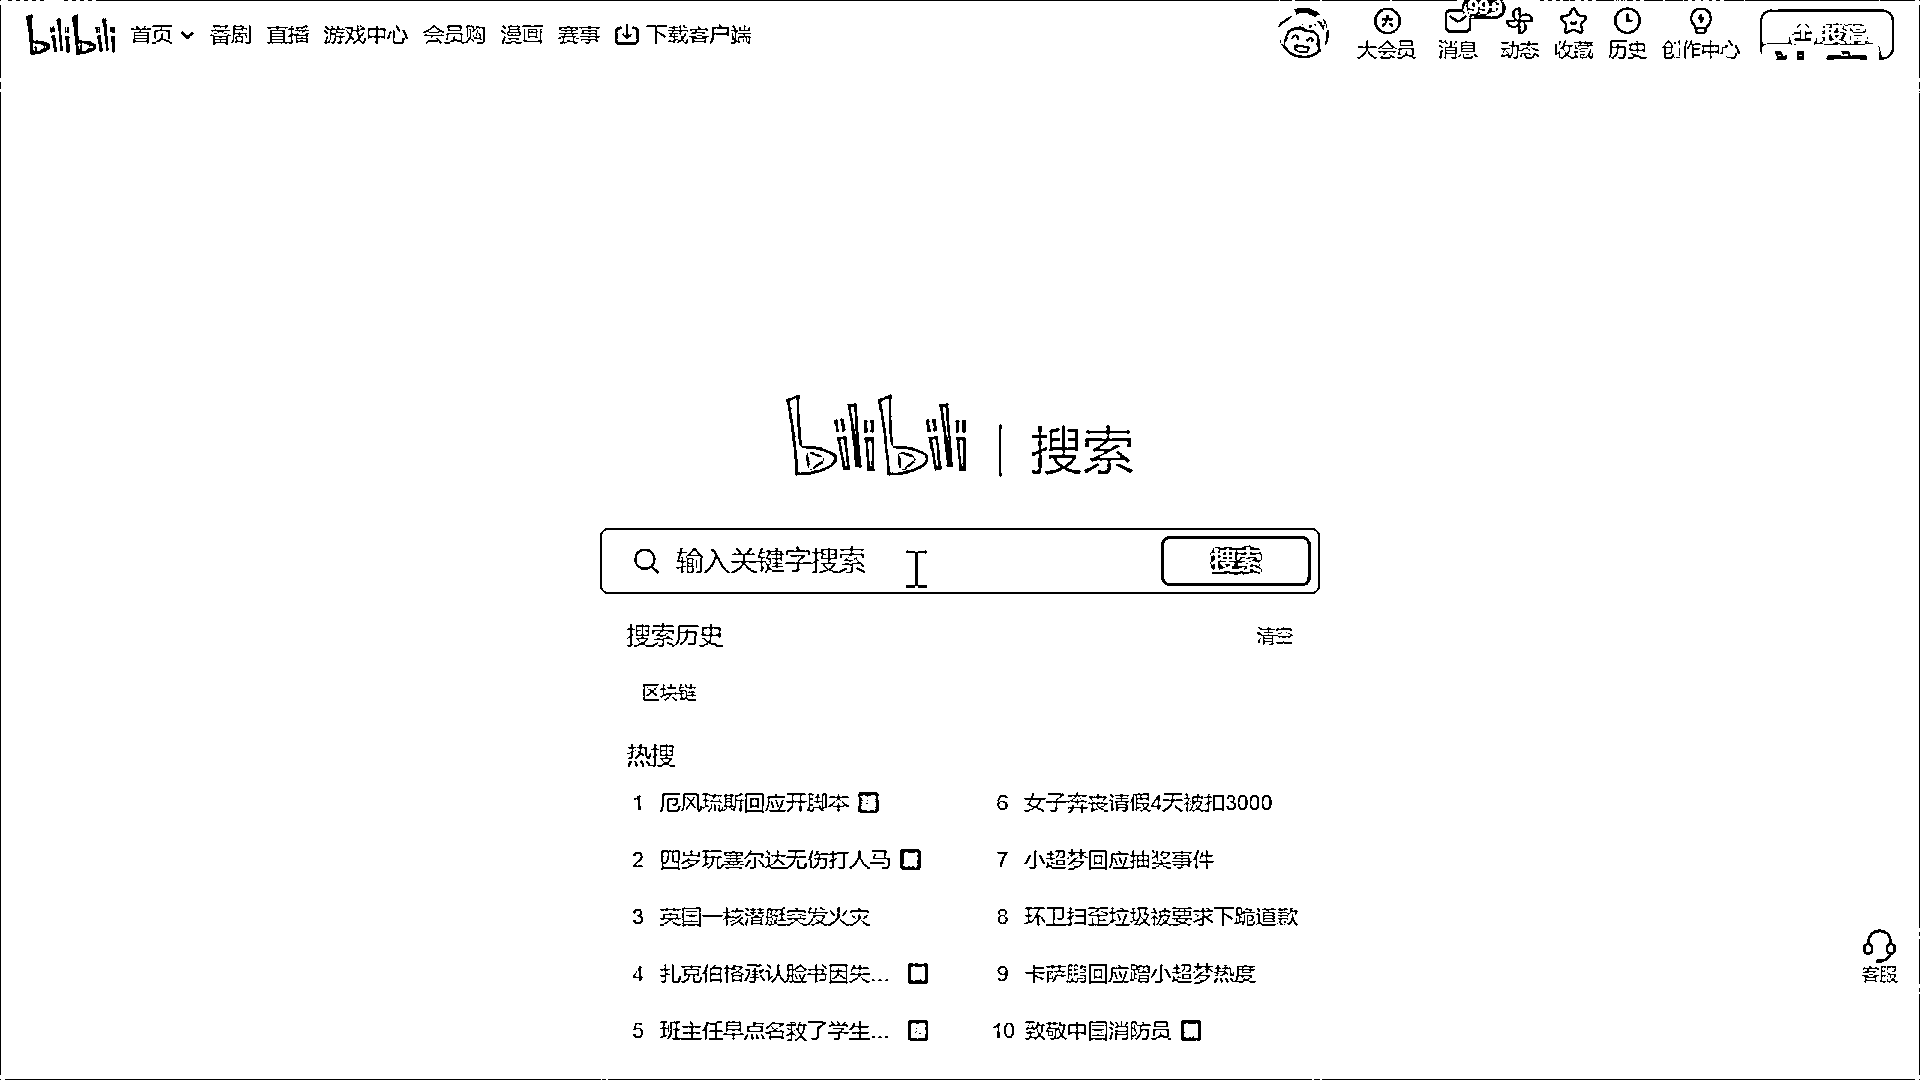 bilibili 首页 番剧 直播 游戏中心 会员购 漫画 赛事 下载客户端
大会员 消息 动态 收藏 历史 创作中心 投稿
bilibili | 搜索
输入关键字搜索 搜索
搜索历史 清空
区块链
热搜
1 厄风琉斯回应开脚本
2 四岁玩塞尔达无伤打人马
3 英国一核潜艇突发火灾
4 扎克伯格承认脸书因失...
5 班主任早点名救了学生...
6 女子奔丧请假4天被扣3000
7 小超梦回应抽奖事件
8 环卫扫歪垃圾被要求下跪道歉
9 卡萨鹏回应蹭小超梦热度
10 致敬中国消防员
客服